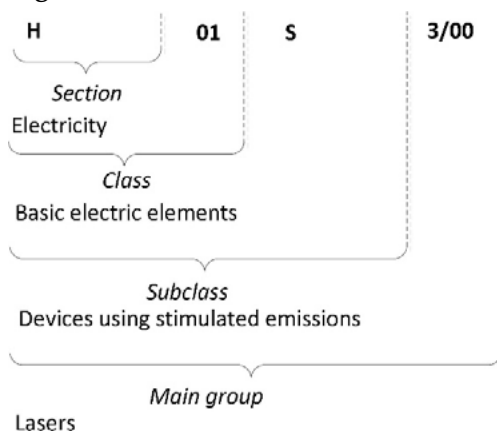 H 01 S 3/00
Section
Electricity
Class
Basic electric elements
Subclass
Devices using stimulated emissions
Main group
Lasers